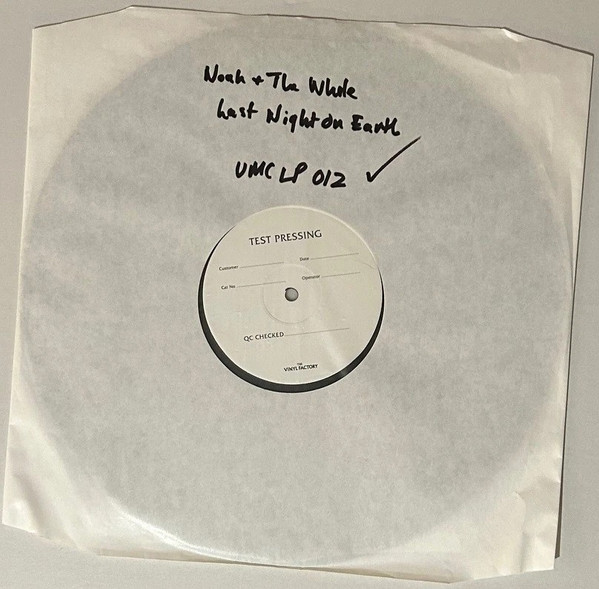 Noah + The Whale
Last Night on Earth
UMC LP 012 ✓
TEST PRESSING
Customer
Date
Cat No.
Operator
QC CHECKED
THE
VINYL FACTORY